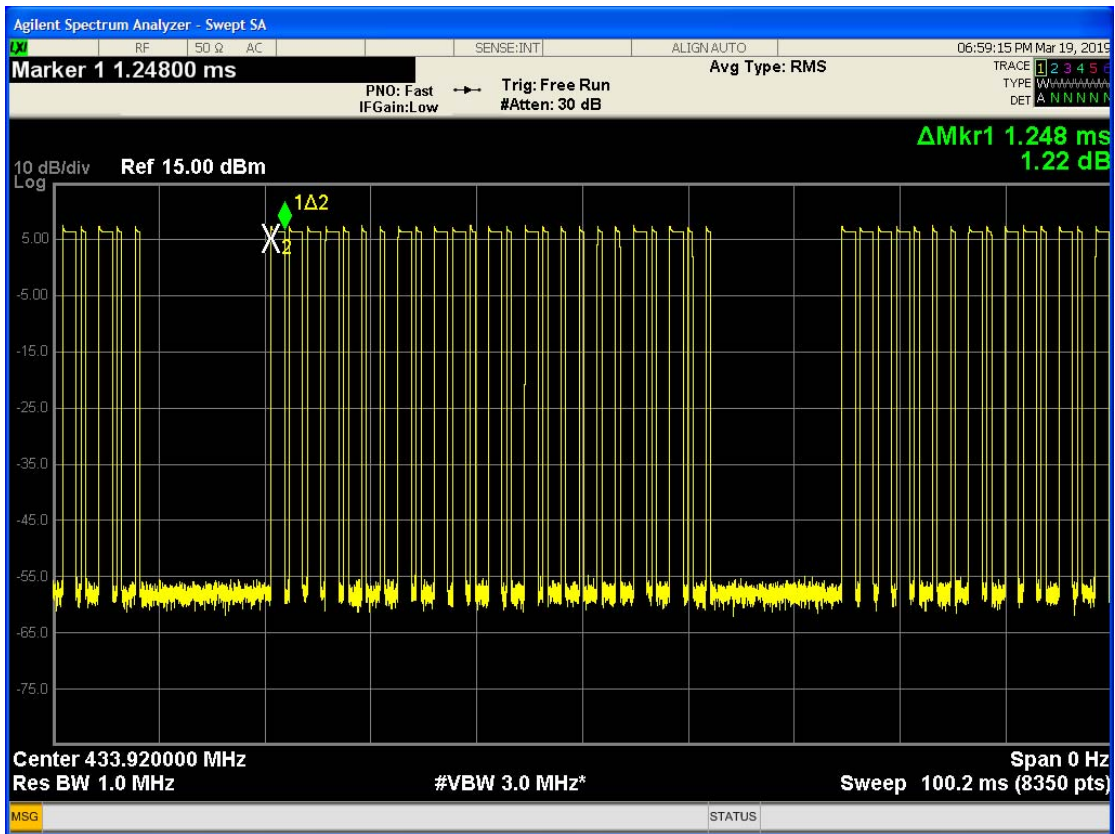 Agilent Spectrum Analyzer - Swept SA
LXI RF 50 Ω AC SENSE:INT ALIGN AUTO 06:59:15 PM Mar 19, 2019
Marker 1 1.24800 ms
Avg Type: RMS
TRACE 1 2 3 4 5 6
PNO: Fast Trig: Free Run
TYPE
IFGain:Low #Atten: 30 dB
DET A N N N N N
ΔMkr1 1.248 ms
1.22 dB
10 dB/div Ref 15.00 dBm
Log
1Δ2
2
5.00
-5.00
-15.0
-25.0
-35.0
-45.0
-55.0
-65.0
-75.0
Center 433.920000 MHz Span 0 Hz
Res BW 1.0 MHz #VBW 3.0 MHz* Sweep 100.2 ms (8350 pts)
MSG STATUS